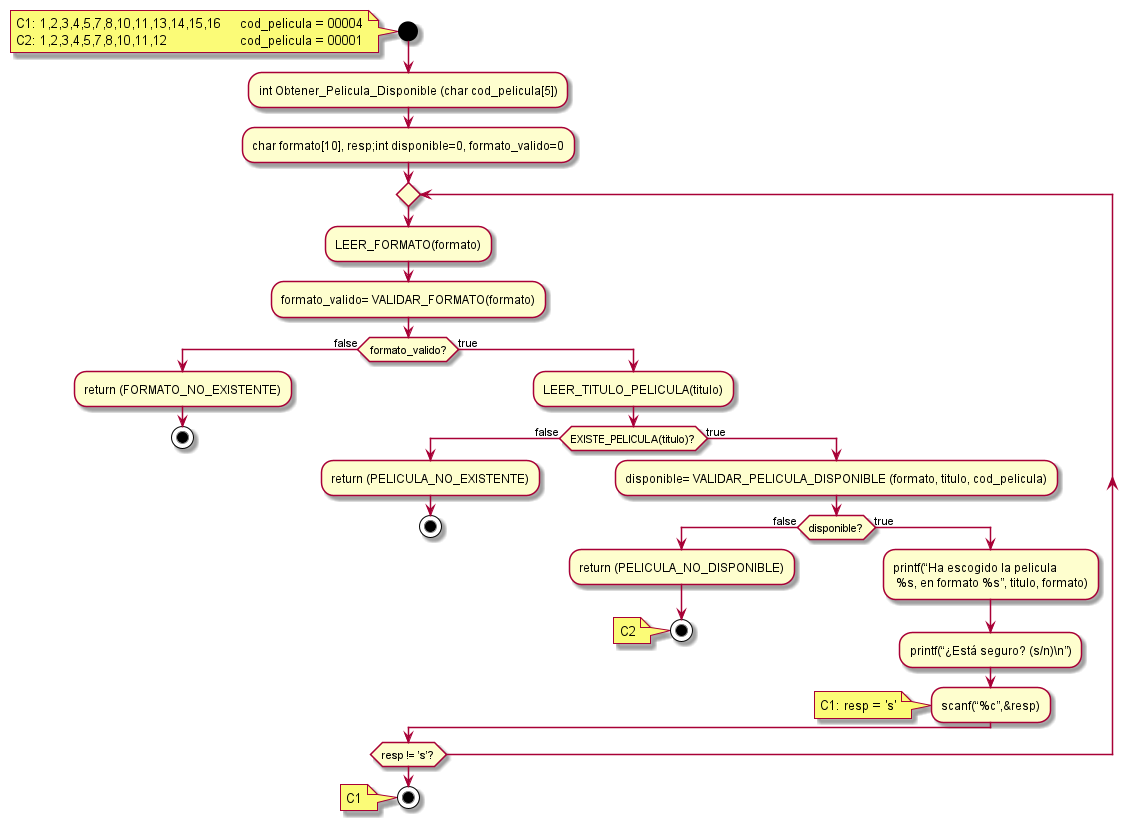 C1: 1,2,3,4,5,7,8,10,11,13,14,15,16 cod_pelicula = 00004
C2: 1,2,3,4,5,7,8,10,11,12 cod_pelicula = 00001
int Obtener_Pelicula_Disponible (char cod_pelicula[5])
char formato[10], resp;int disponible=0, formato_valido=0
LEER_FORMATO(formato)
formato_valido= VALIDAR_FORMATO(formato)
false
formato_valido?
true
return (FORMATO_NO_EXISTENTE)
LEER_TITULO_PELICULA(titulo)
false
EXISTE_PELICULA(titulo)?
true
return (PELICULA_NO_EXISTENTE)
disponible= VALIDAR_PELICULA_DISPONIBLE (formato, titulo, cod_pelicula)
false
disponible?
true
return (PELICULA_NO_DISPONIBLE)
printf(“Ha escogido la pelicula
%s, en formato %s”, titulo, formato)
C2
printf(“¿Está seguro? (s/n)\n”)
C1: resp = 's'
scanf(“%c”,&resp)
resp != 's'?
C1